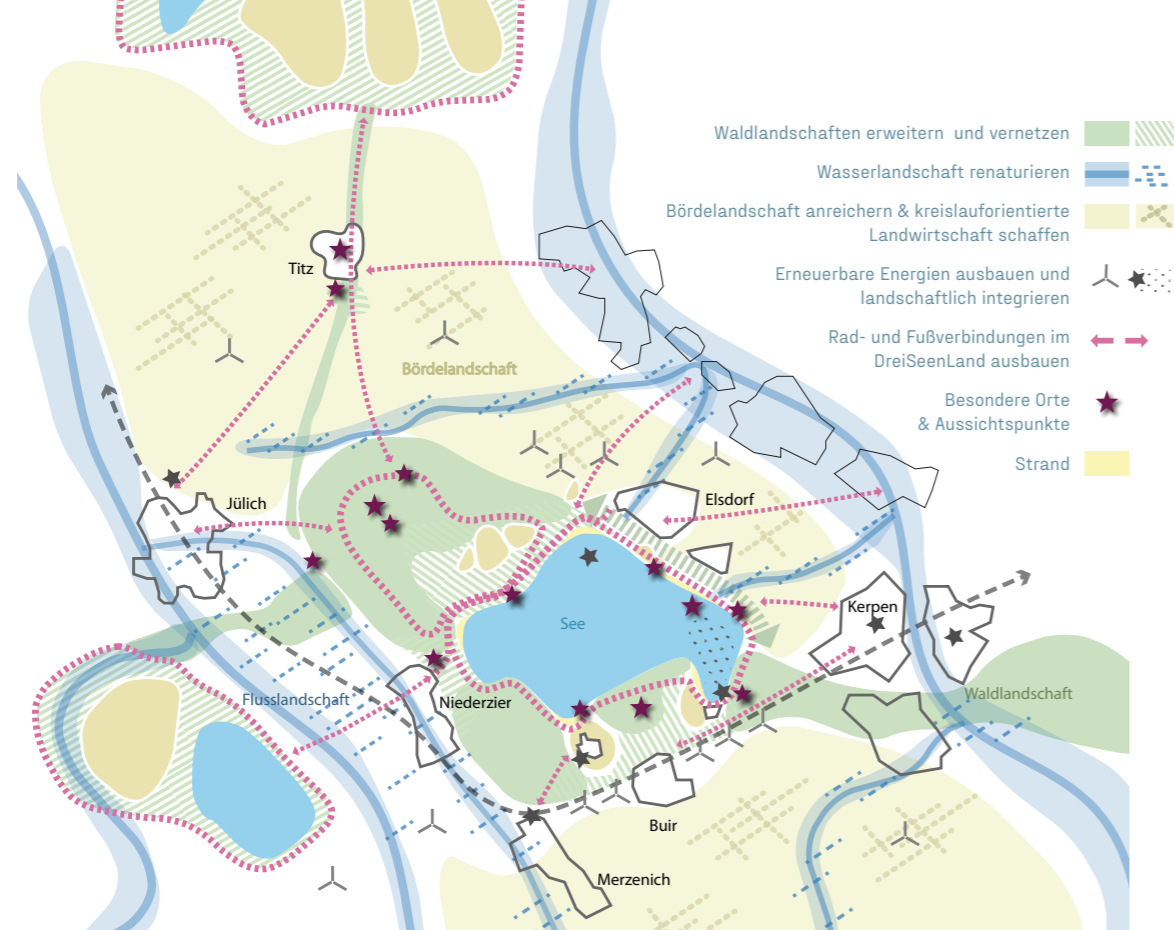 Waldlandschaften erweitern und vernetzen
Wasserlandschaft renaturieren
Bördelandschaft anreichern & kreislauforientierte
Landwirtschaft schaffen
Erneuerbare Energien ausbauen und
landschaftlich integrieren
Rad- und Fußverbindungen im
DreiSeenLand ausbauen
Besondere Orte
& Aussichtspunkte
Strand
Titz
Bördelandschaft
Jülich
Elsdorf
See
Kerpen
Flusslandschaft
Niederzier
Waldlandschaft
Buir
Merzenich